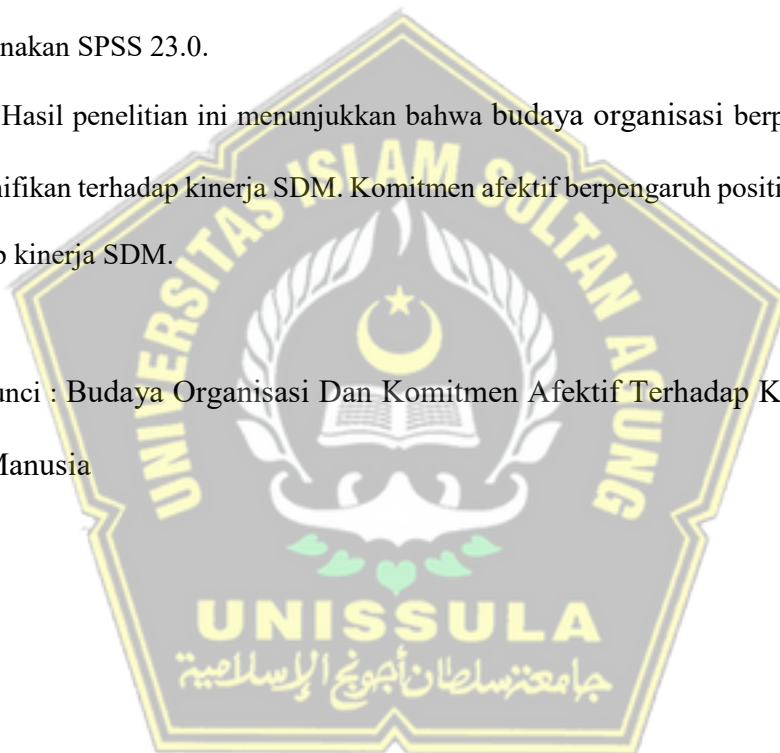 nakan SPSS 23.0.
Hasil penelitian ini menunjukkan bahwa budaya organisasi berp
nifikan terhadap kinerja SDM. Komitmen afektif berpengaruh positi
p kinerja SDM.
unci : Budaya Organisasi Dan Komitmen Afektif Terhadap K
Manusia
UNIVERSITAS ISLAM SULTAN AGUNG
UNISSULA
جامعة سلطان أجونج الإسلامية